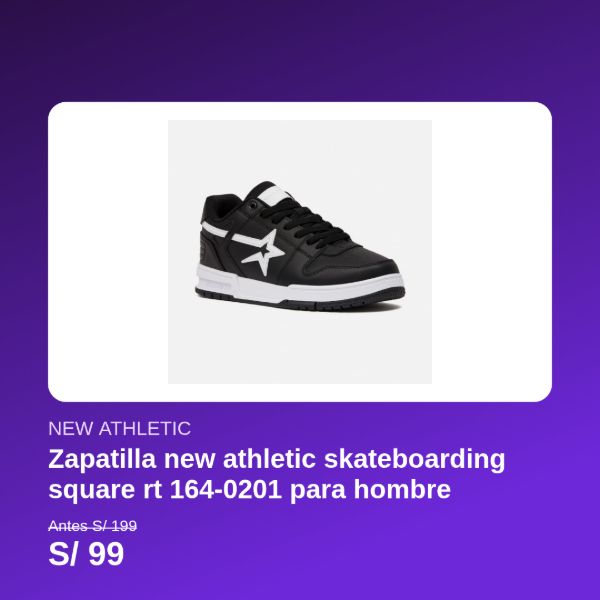 NEW ATHLETIC
Zapatilla new athletic skateboarding
square rt 164-0201 para hombre
Antes S/ 199
S/ 99